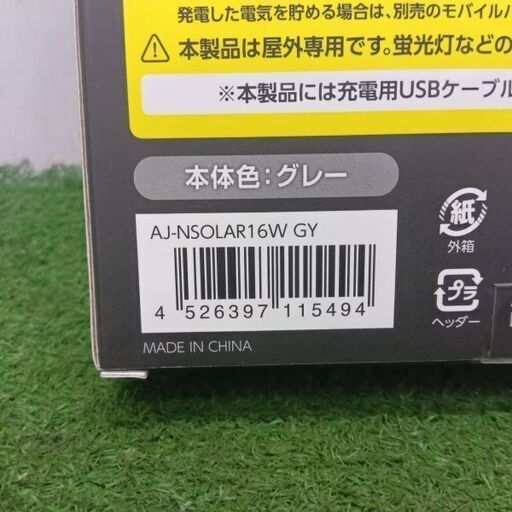 発電した電気を貯める場合は、別売のモバイルバ
本製品は屋外専用です。蛍光灯などの
※本製品には充電用USBケーブル
本体色：グレー
AJ-NSOLAR16W GY
4 526397 115494
MADE IN CHINA
紙
外箱
プラ
ヘッダー